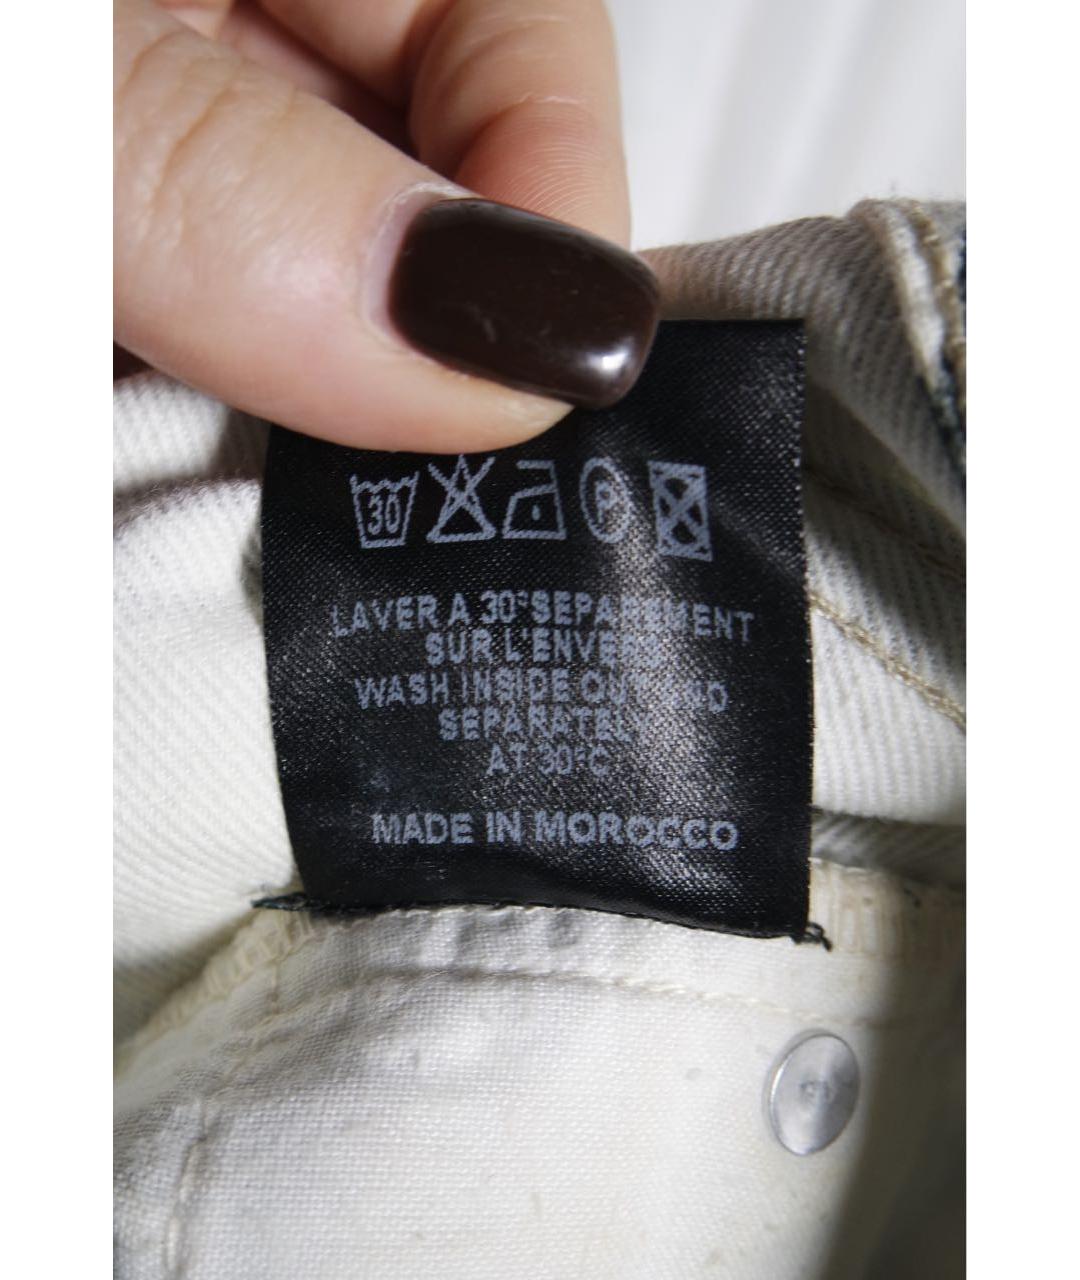 30 P
LAVER A 30° SEPAREMENT
SUR L'ENVERS
WASH INSIDE OUT AND
SEPARATELY
AT 30°C
MADE IN MOROCCO